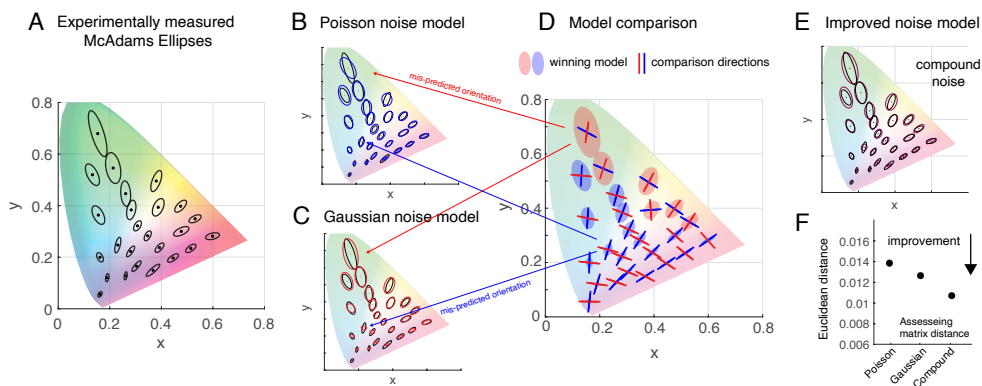 A
Experimentally measured
McAdams Ellipses
0.8
0.6
y
0.4
0.2
0
0
0.2
0.4
0.6
0.8
x
B
Poisson noise model
y
x
C
Gaussian noise model
y
x
mis-predicted orientation
mis-predicted orientation
D
Model comparison
winning model
comparison directions
0.8
0.6
y
0.4
0.2
0
0
0.2
0.4
0.6
0.8
x
E
Improved noise model
compound
noise
y
x
F
Euclidean distance
0.016
0.014
0.012
0.01
0.008
0.006
improvement
Assesseing
matrix distance
Poisson
Gaussian
Compound